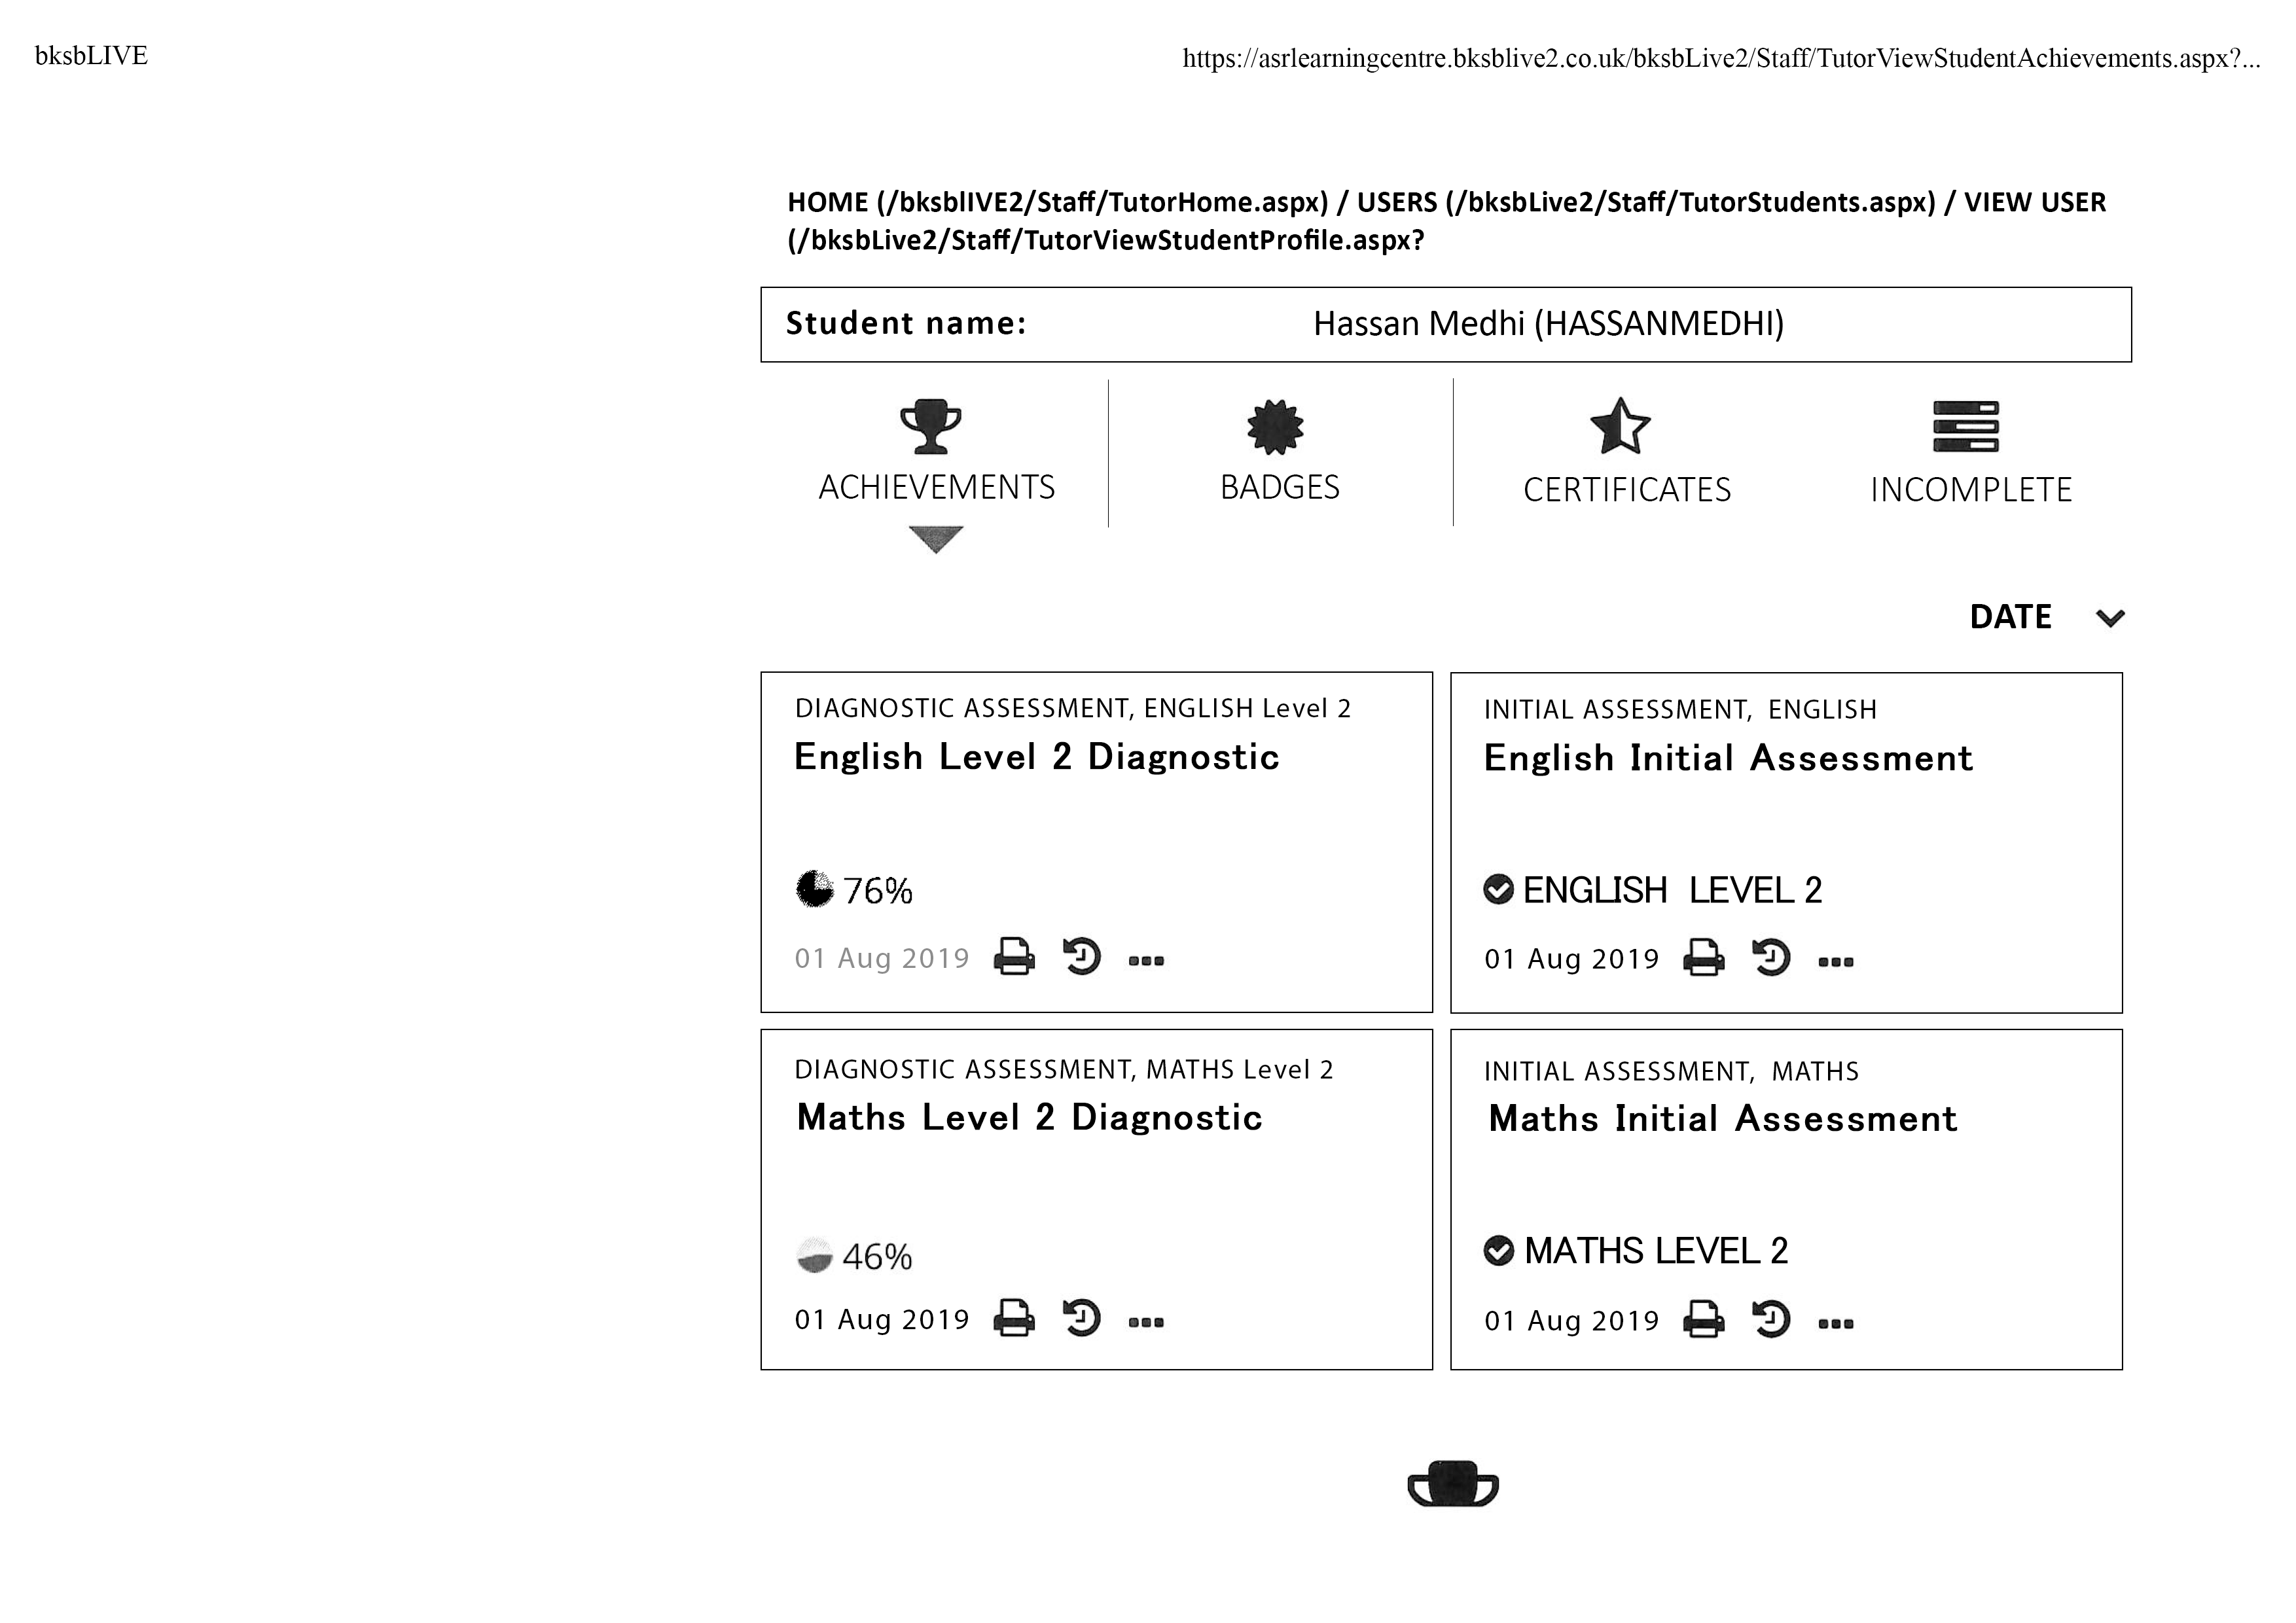 bksbLIVE
https://asrlearningcentre.bksblive2.co.uk/bksbLive2/Staff/TutorViewStudentAchievements.aspx?...
HOME (/bksblIVE2/Staff/TutorHome.aspx) / USERS (/bksbLive2/Staff/TutorStudents.aspx) / VIEW USER
(/bksbLive2/Staff/TutorViewStudentProfile.aspx?
Student name: Hassan Medhi (HASSANMEDHI)
ACHIEVEMENTS BADGES CERTIFICATES INCOMPLETE
DATE
DIAGNOSTIC ASSESSMENT, ENGLISH Level 2
English Level 2 Diagnostic
76%
01 Aug 2019
INITIAL ASSESSMENT, ENGLISH
English Initial Assessment
ENGLISH LEVEL 2
01 Aug 2019
DIAGNOSTIC ASSESSMENT, MATHS Level 2
Maths Level 2 Diagnostic
46%
01 Aug 2019
INITIAL ASSESSMENT, MATHS
Maths Initial Assessment
MATHS LEVEL 2
01 Aug 2019